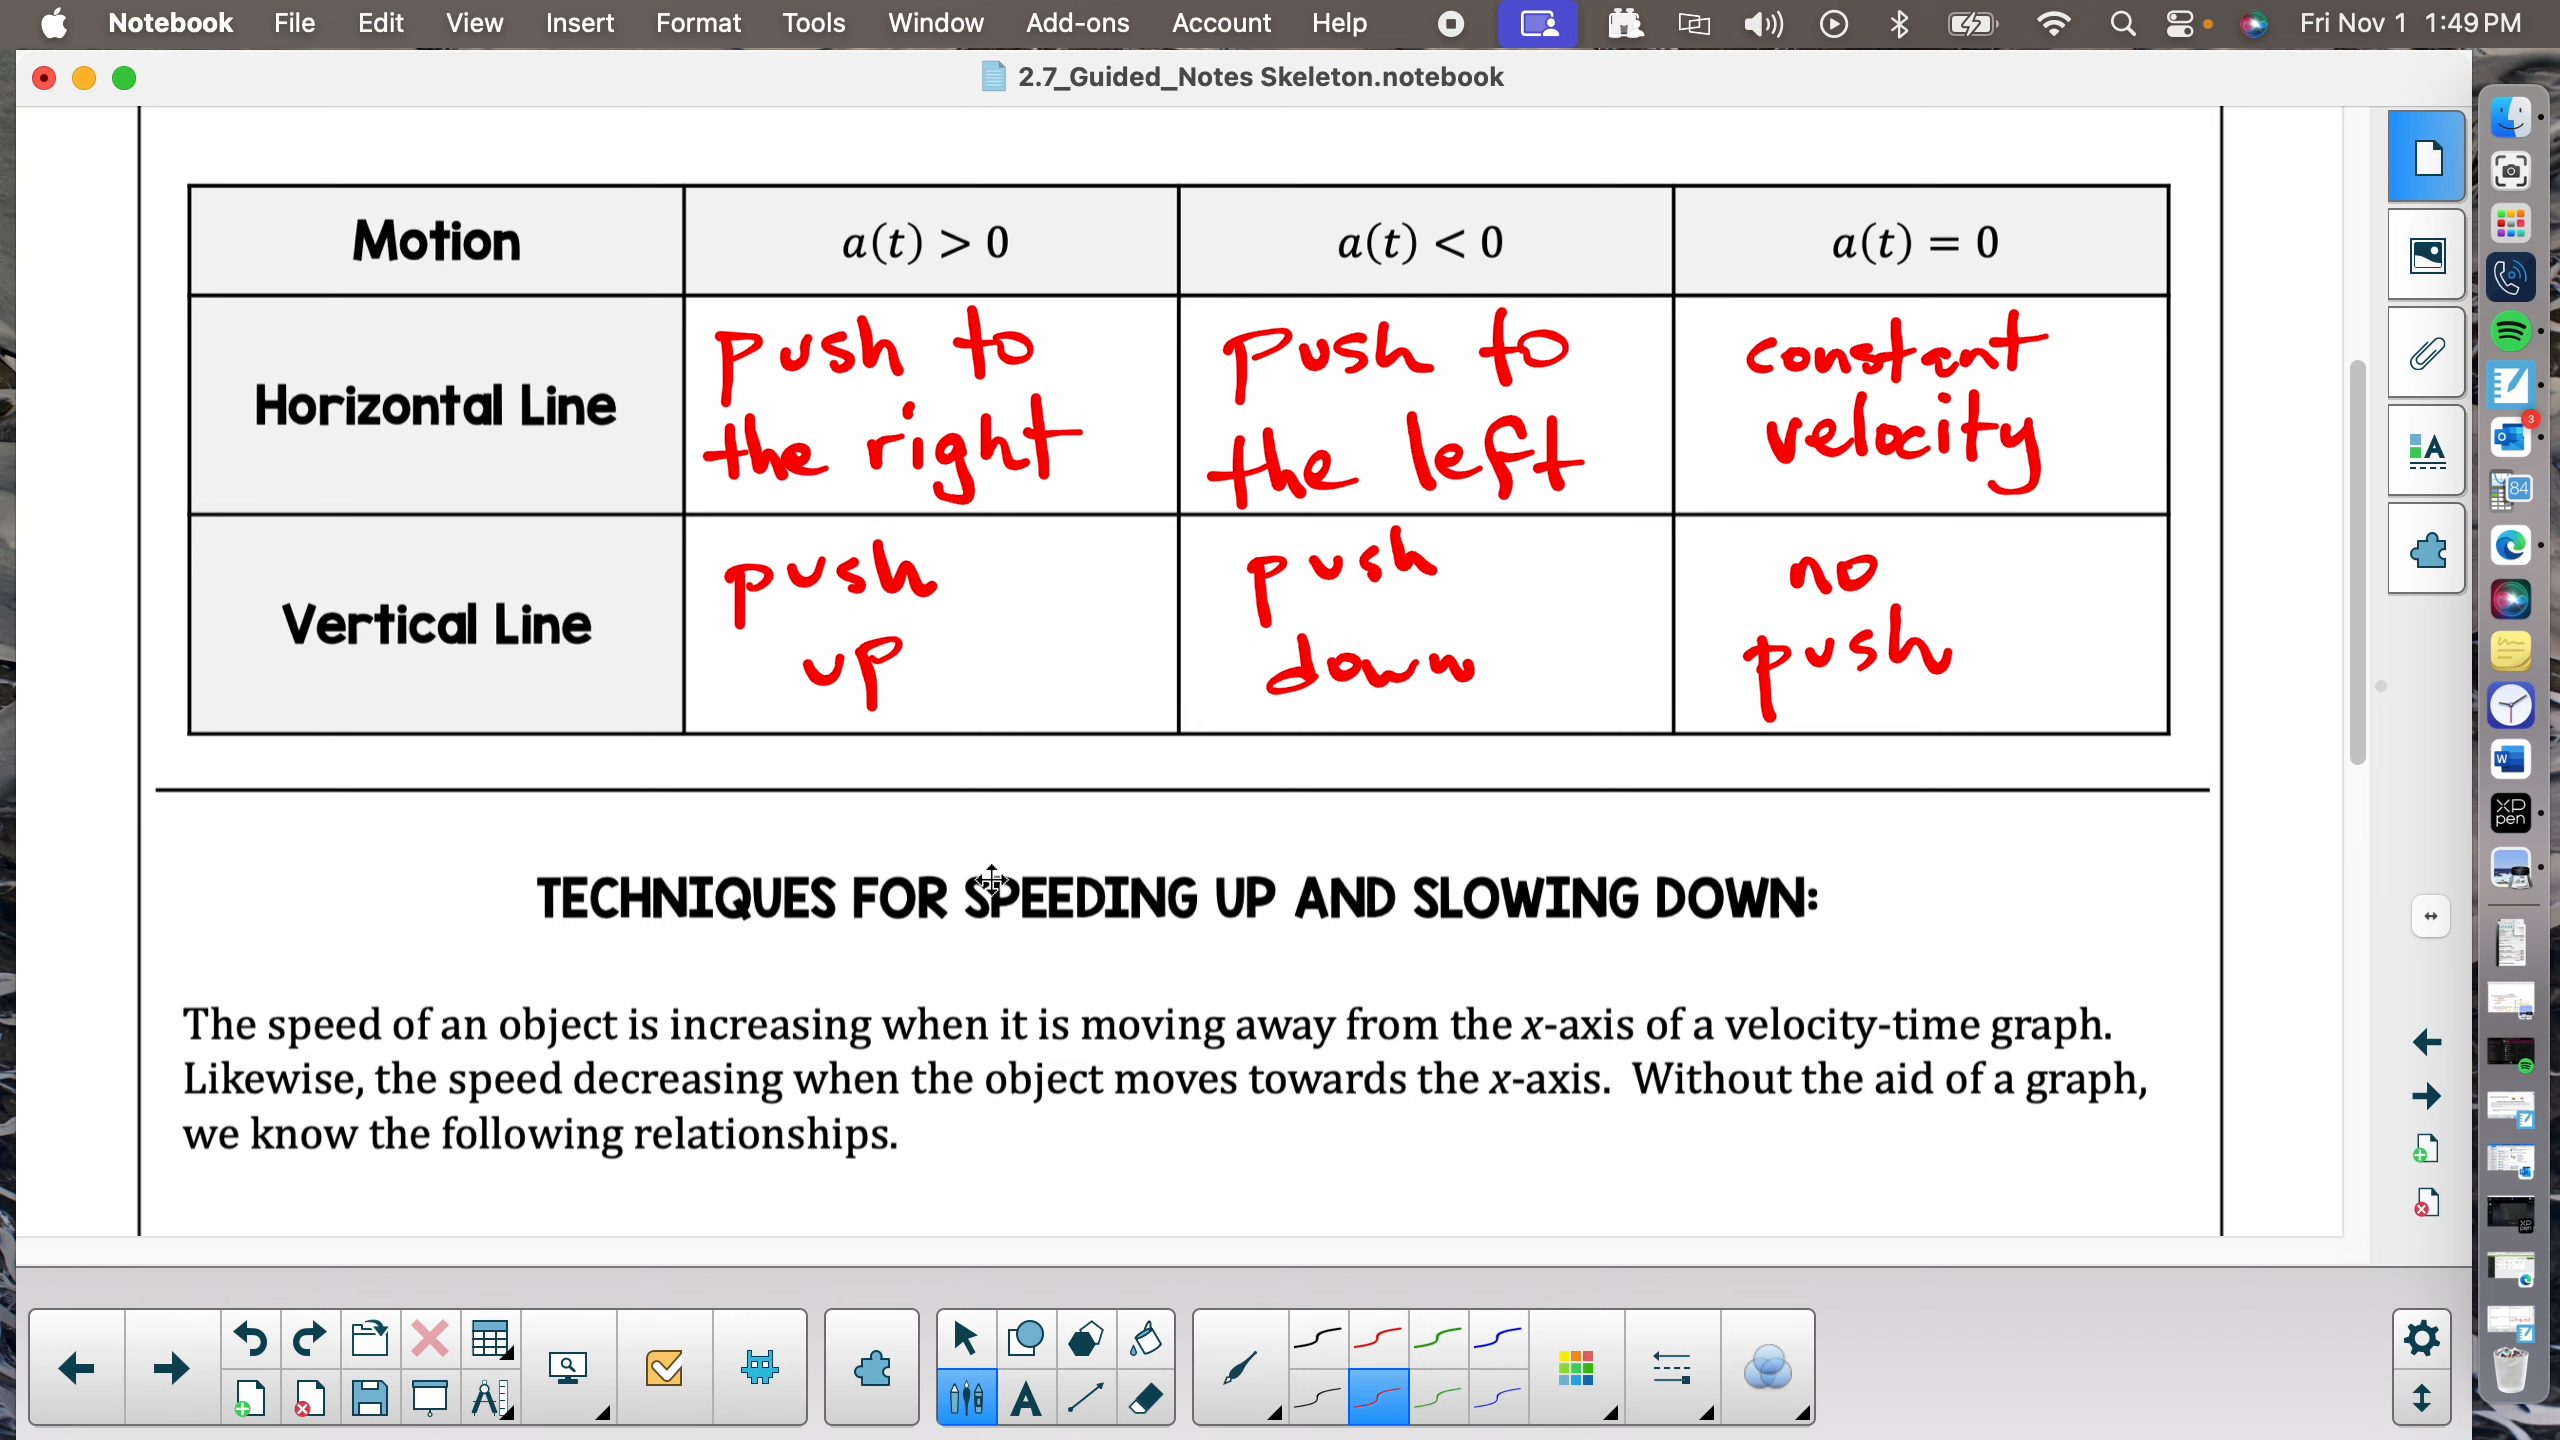 Notebook File Edit View Insert Format Tools Window Add-ons Account Help Fri Nov 1 1:49 PM
2.7_Guided_Notes Skeleton.notebook
Motion a(t) > 0 a(t) < 0 a(t) = 0
Horizontal Line
push to
the right
push to
the left
constant
velocity
Vertical Line
push
up
push
down
no
push
TECHNIQUES FOR SPEEDING UP AND SLOWING DOWN:
The speed of an object is increasing when it is moving away from the x-axis of a velocity-time graph.
Likewise, the speed decreasing when the object moves towards the x-axis. Without the aid of a graph,
we know the following relationships.
A
A
3
84
W
XP
pen